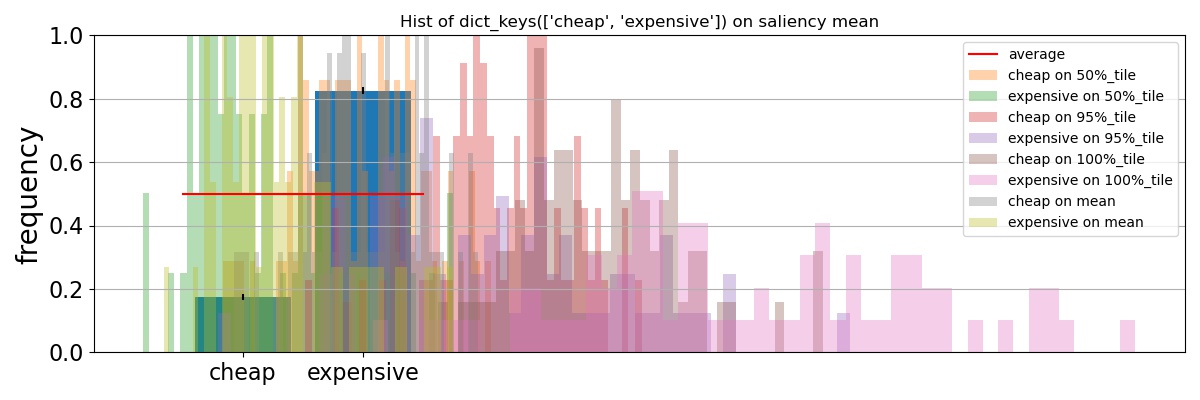 Hist of dict_keys(['cheap', 'expensive']) on saliency mean
1.0
0.8
0.6
0.4
0.2
0.0
frequency
cheap
expensive
average
cheap on 50%_tile
expensive on 50%_tile
cheap on 95%_tile
expensive on 95%_tile
cheap on 100%_tile
expensive on 100%_tile
cheap on mean
expensive on mean